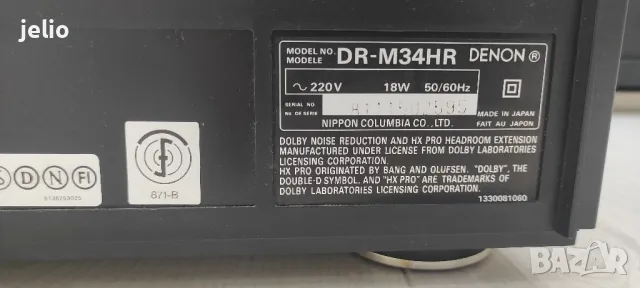 jelio
MODEL NO.
MODELE
DR-M34HR DENON®
~ 220V 18W 50/60Hz
SERIAL NO.
NO DE SERIE
MADE IN JAPAN
FAIT AU JAPON
NIPPON COLUMBIA CO.,LTD.
DOLBY NOISE REDUCTION AND HX PRO HEADROOM EXTENSION
MANUFACTURED UNDER LICENSE FROM DOLBY LABORATORIES
LICENSING CORPORATION.
HX PRO ORIGINATED BY BANG AND OLUFSEN. "DOLBY", THE
DOUBLE-D SYMBOL, AND "HX PRO" ARE TRADEMARKS OF
DOLBY LABORATORIES LICENSING CORPORATION.
1330081060
871-B
S D N FI
BAZAR